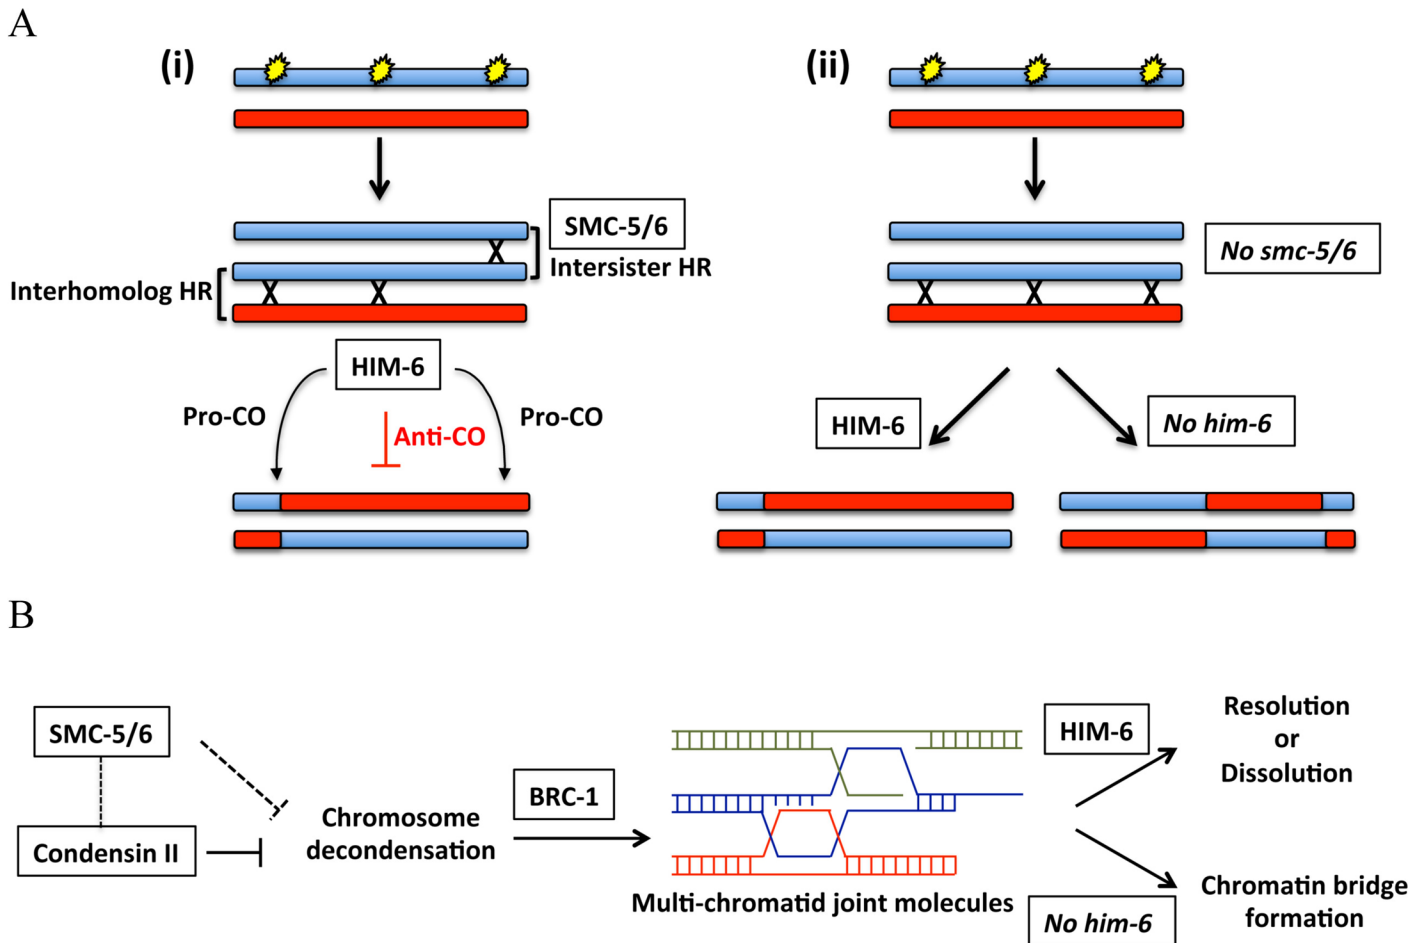 A
(i)
(ii)
SMC-5/6
Intersister HR
Interhomolog HR
No smc-5/6
HIM-6
Pro-CO
Anti-CO
Pro-CO
HIM-6
No him-6
B
SMC-5/6
Condensin II
Chromosome
decondensation
BRC-1
Multi-chromatid joint molecules
HIM-6
Resolution
or
Dissolution
No him-6
Chromatin bridge
formation